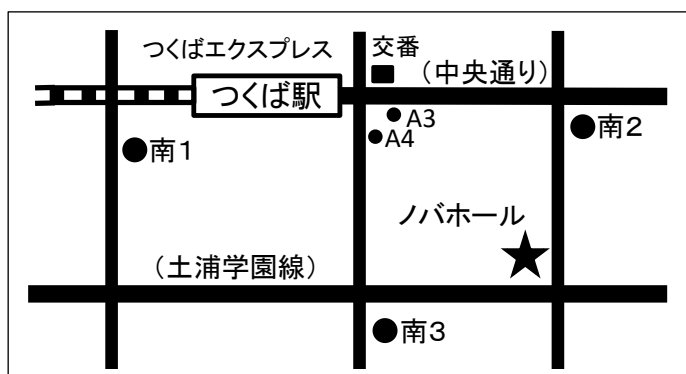 つくばエクスプレス
交番
(中央通り)
つくば駅
A3
A4
南2
南1
ノバホール
(土浦学園線)
南3